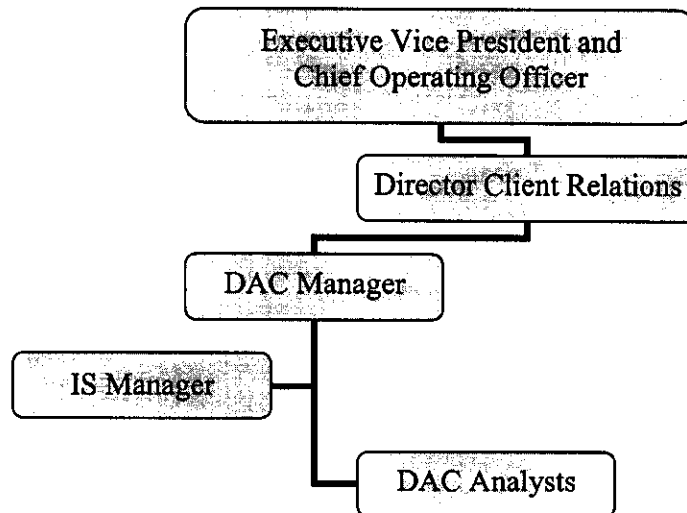 Executive Vice President and
Chief Operating Officer
Director Client Relations
DAC Manager
IS Manager
DAC Analysts